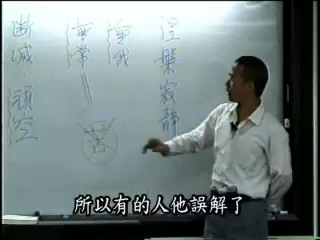 涅槃寂靜
無我
無常
斷滅 頑空
所以有的人他誤解了